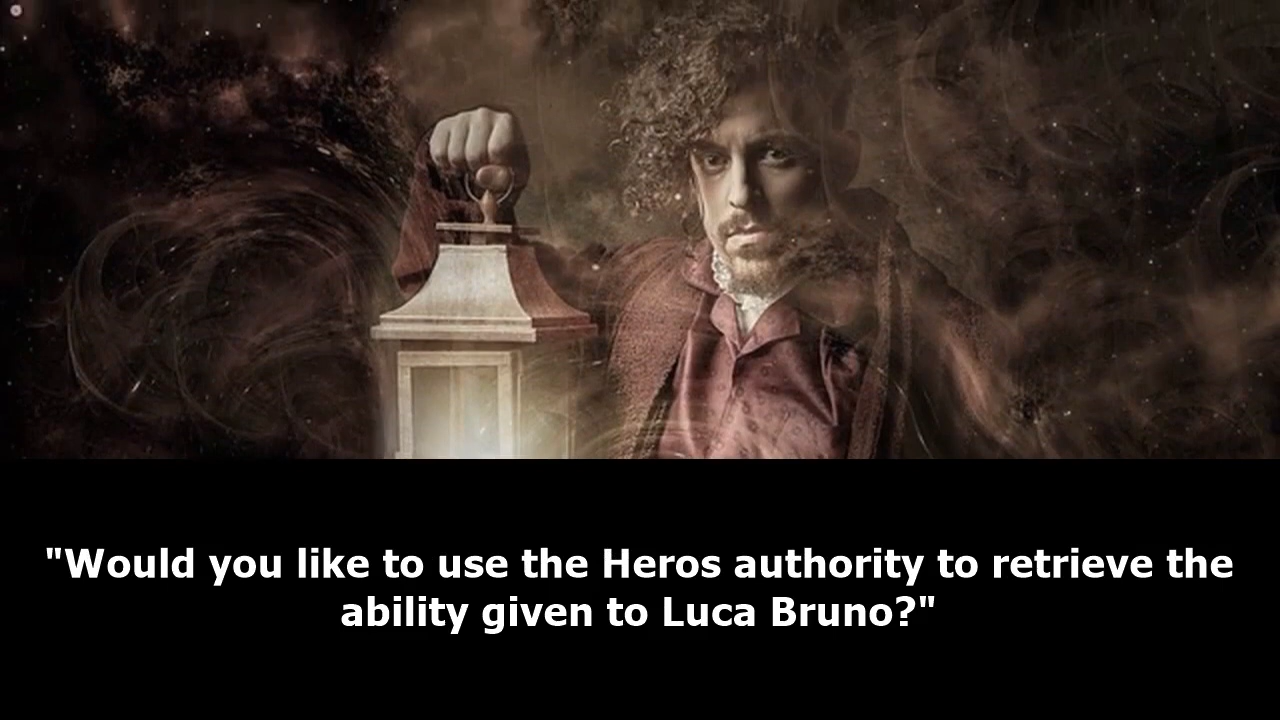 "Would you like to use the Heros authority to retrieve the
ability given to Luca Bruno?"